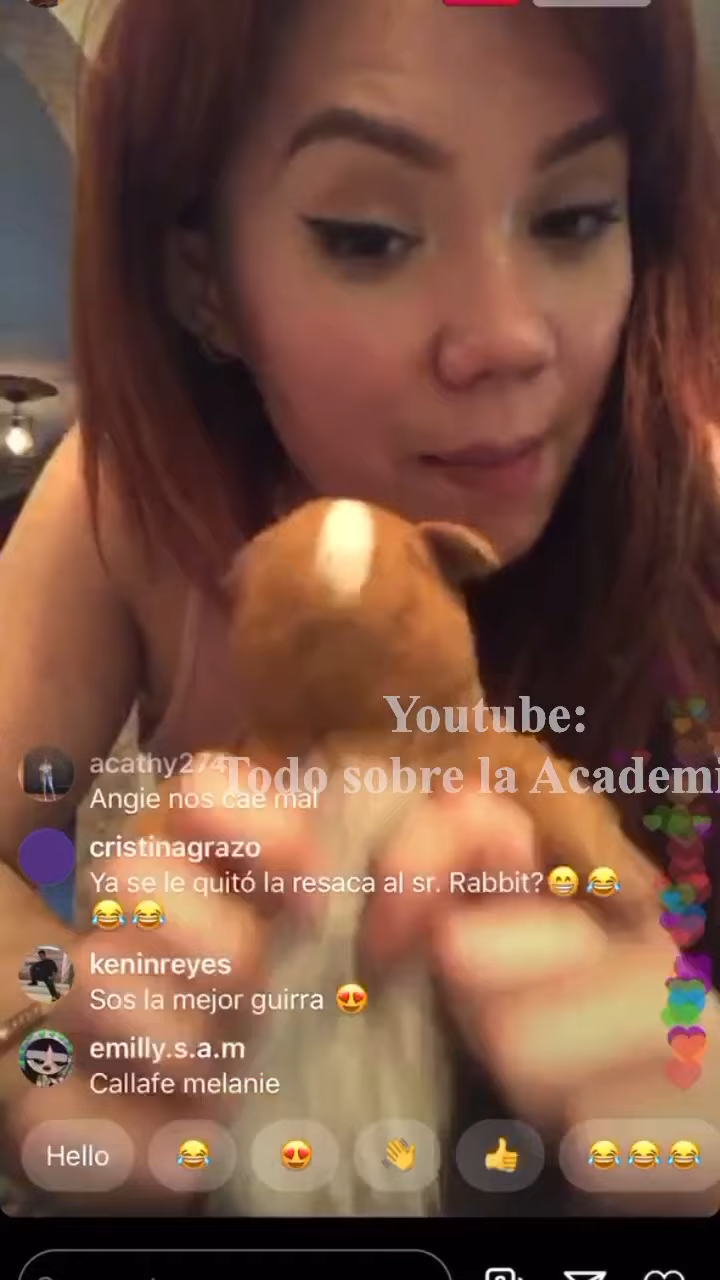 Youtube:
Todo sobre la Academi
acathy274
Angie nos cae mal
cristinagrazo
Ya se le quitó la resaca al sr. Rabbit?😁 😂
😂 😂
keninreyes
Sos la mejor guirra 😍
emilly.s.a.m
Callafe melanie
Hello 😂 😍 👋 👍 😂 😂 😂